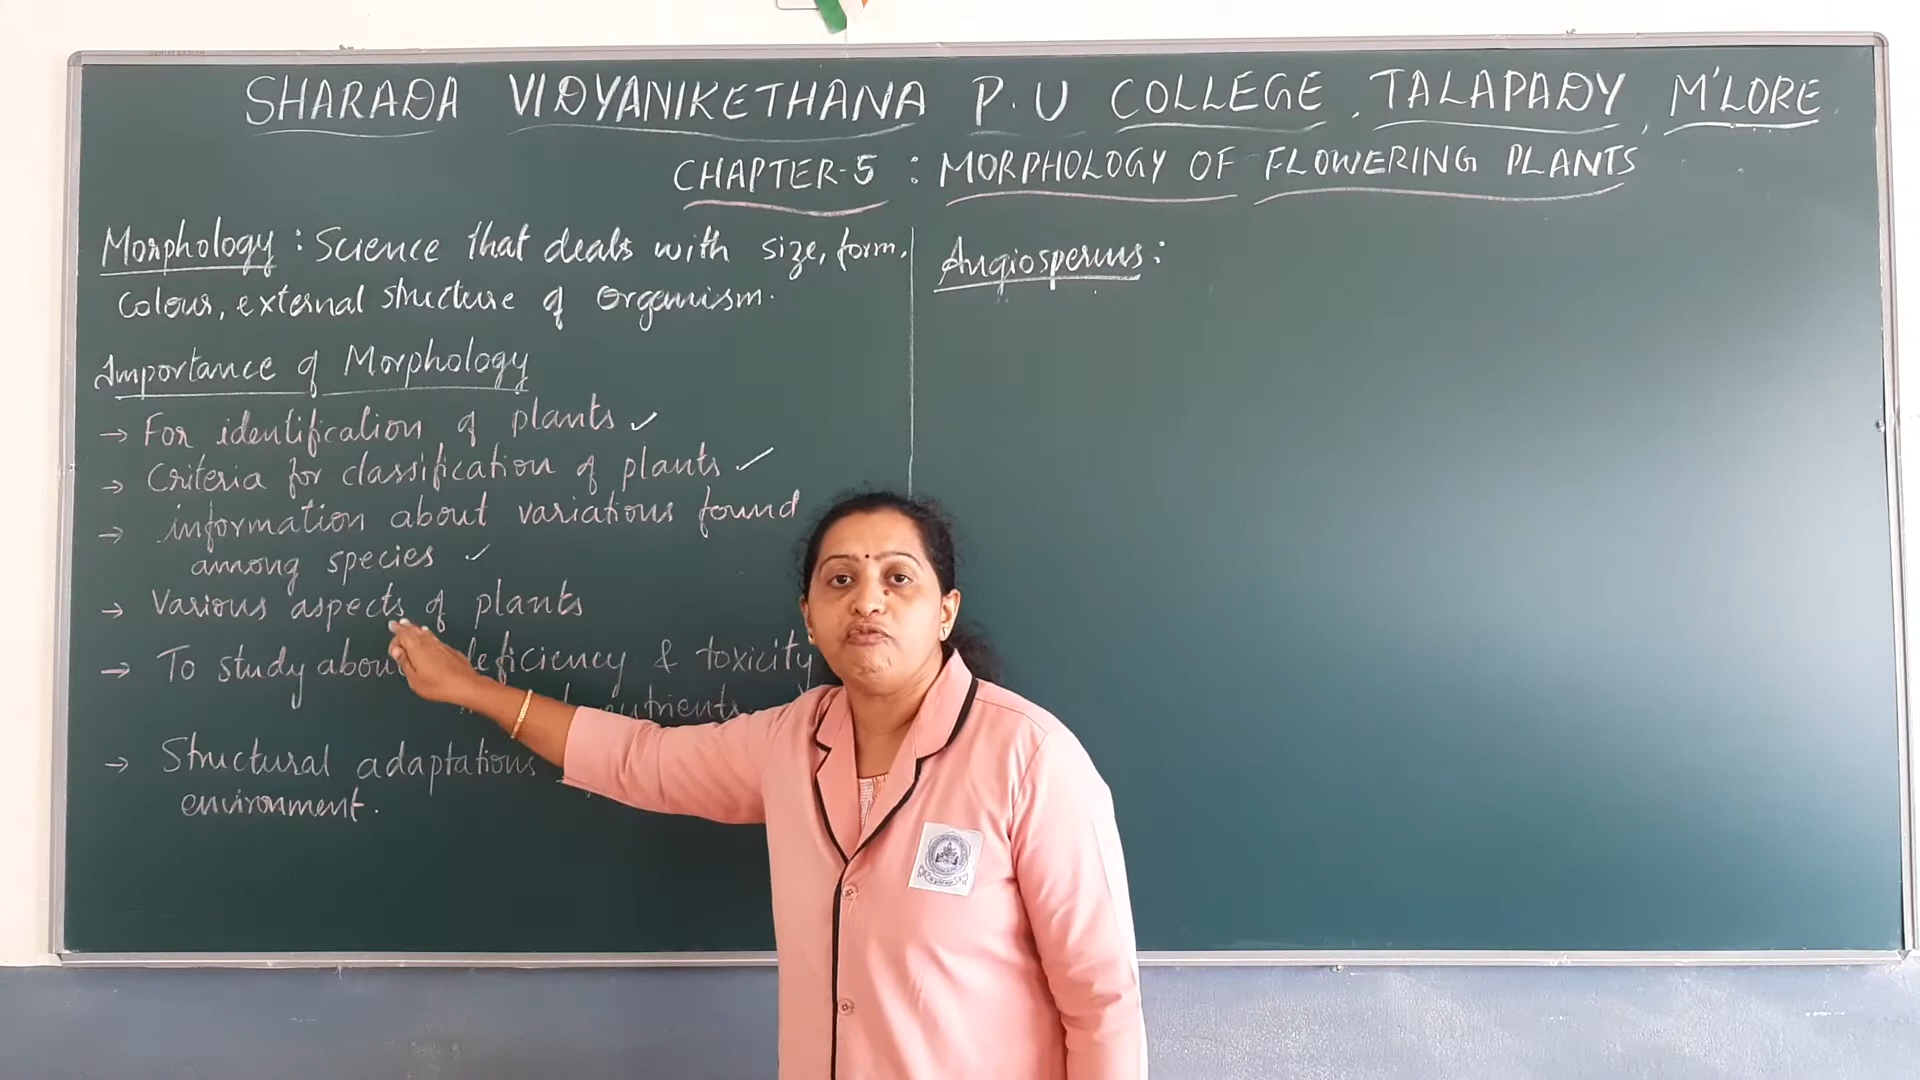 SHARADA VIDYANIKETHANA P.U COLLEGE, TALAPADY, M'LORE
CHAPTER-5 : MORPHOLOGY OF FLOWERING PLANTS
Morphology : Science that deals with size, form,
colour, external structure of Organism.
Importance of Morphology
→ For identification of plants ✓
→ Criteria for classification of plants ✓
→ information about variations found
among species ✓
→ Various aspects of plants
→ To study about deficiency & toxicity
nutrients
→ Structural adaptations
environment.
Angiosperms :